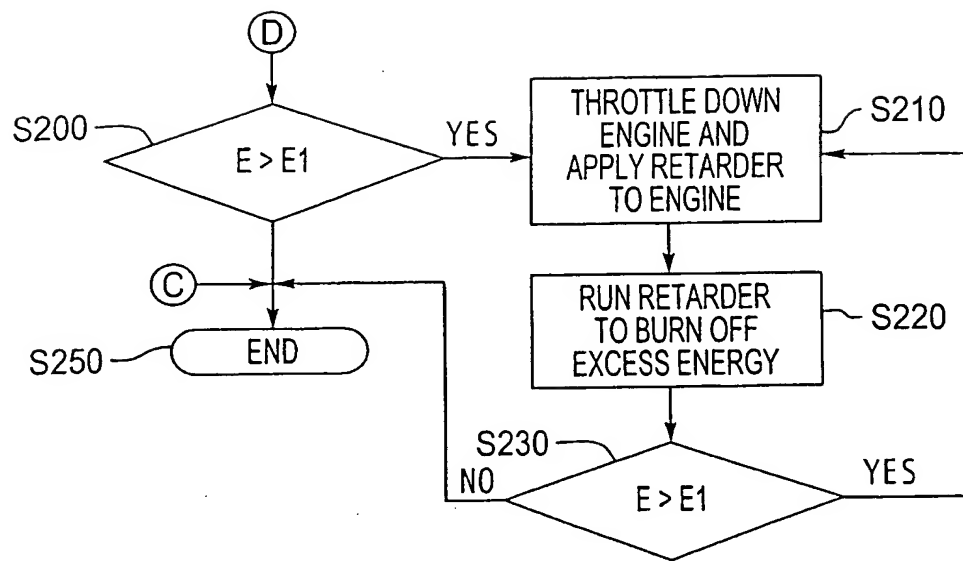 D
S200
E > E1
YES
THROTTLE DOWN
ENGINE AND
APPLY RETARDER
TO ENGINE
S210
C
S250
END
RUN RETARDER
TO BURN OFF
EXCESS ENERGY
S220
S230
NO
E > E1
YES